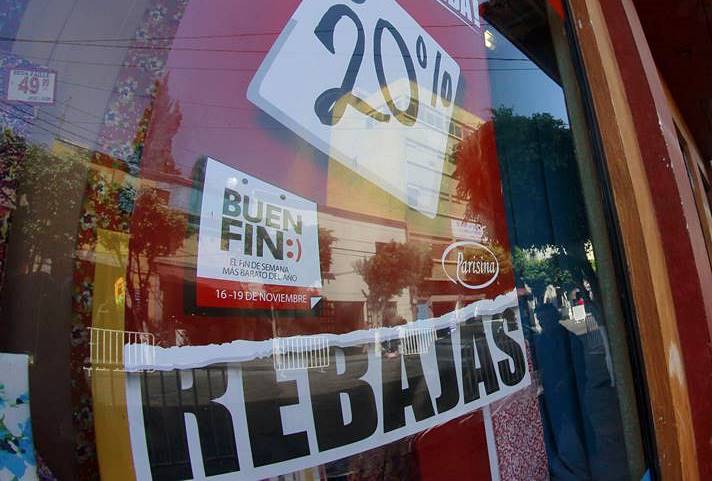 20%
49
BUEN
FIN:)
EL FIN DE SEMANA
MÁS BARATO DEL AÑO
16 -19 DE NOVIEMBRE
Parisina
REBAJAS